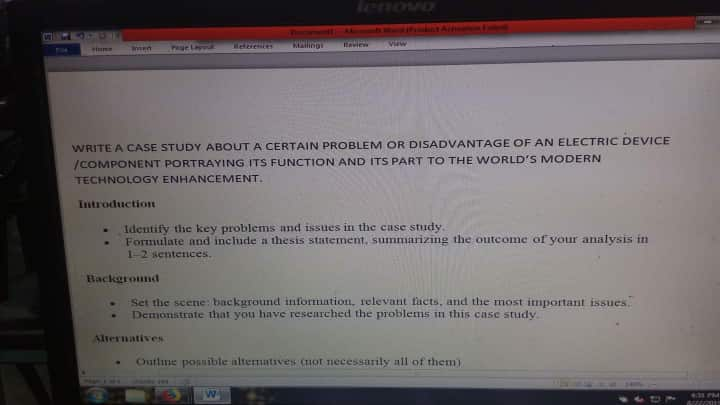 lenovo
Document1 - Microsoft Word (Product Activation Failed)
File Home Insert Page Layout References Mailings Review View
WRITE A CASE STUDY ABOUT A CERTAIN PROBLEM OR DISADVANTAGE OF AN ELECTRIC DEVICE
/COMPONENT PORTRAYING ITS FUNCTION AND ITS PART TO THE WORLD'S MODERN
TECHNOLOGY ENHANCEMENT.
Introduction
• Identify the key problems and issues in the case study.
• Formulate and include a thesis statement, summarizing the outcome of your analysis in
1–2 sentences.
Background
• Set the scene: background information, relevant facts, and the most important issues.
• Demonstrate that you have researched the problems in this case study.
Alternatives
• Outline possible alternatives (not necessarily all of them)
W
4:31 PM